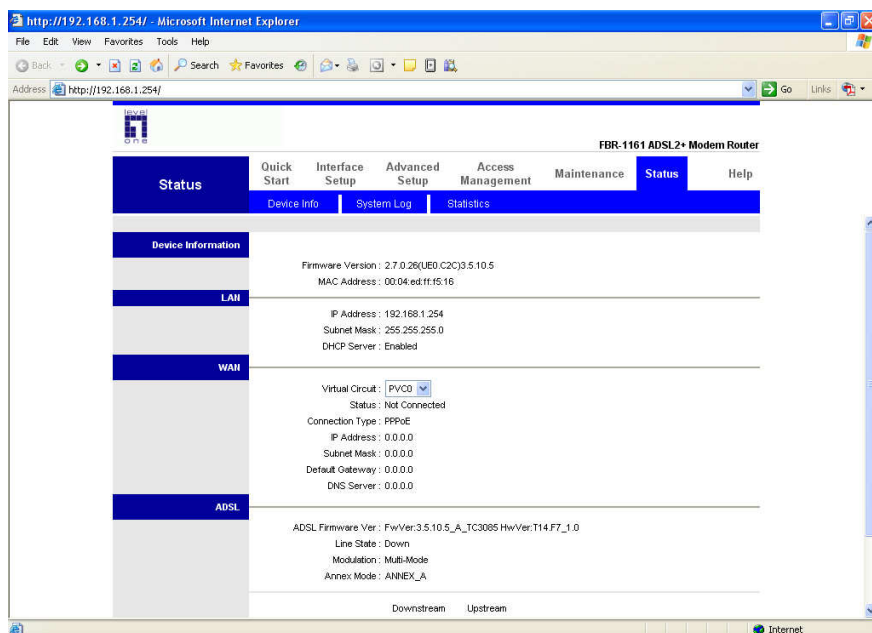 http://192.168.1.254/ - Microsoft Internet Explorer
File Edit View Favorites Tools Help
Back Search Favorites
Address http://192.168.1.254/ Go Links
level
one
FBR-1161 ADSL2+ Modem Router
Status
Quick Start Interface Setup Advanced Setup Access Management Maintenance Status Help
Device Info System Log Statistics
Device Information
Firmware Version : 2.7.0.26(UE0.C2C)3.5.10.5
MAC Address : 00:04:ed:ff:f5:16
LAN
IP Address : 192.168.1.254
Subnet Mask : 255.255.255.0
DHCP Server : Enabled
WAN
Virtual Circuit : PVC0
Status : Not Connected
Connection Type : PPPoE
IP Address : 0.0.0.0
Subnet Mask : 0.0.0.0
Default Gateway : 0.0.0.0
DNS Server : 0.0.0.0
ADSL
ADSL Firmware Ver : FwVer:3.5.10.5_A_TC3085 HwVer:T14.F7_1.0
Line State : Down
Modulation : Multi-Mode
Annex Mode : ANNEX_A
Downstream Upstream
Internet